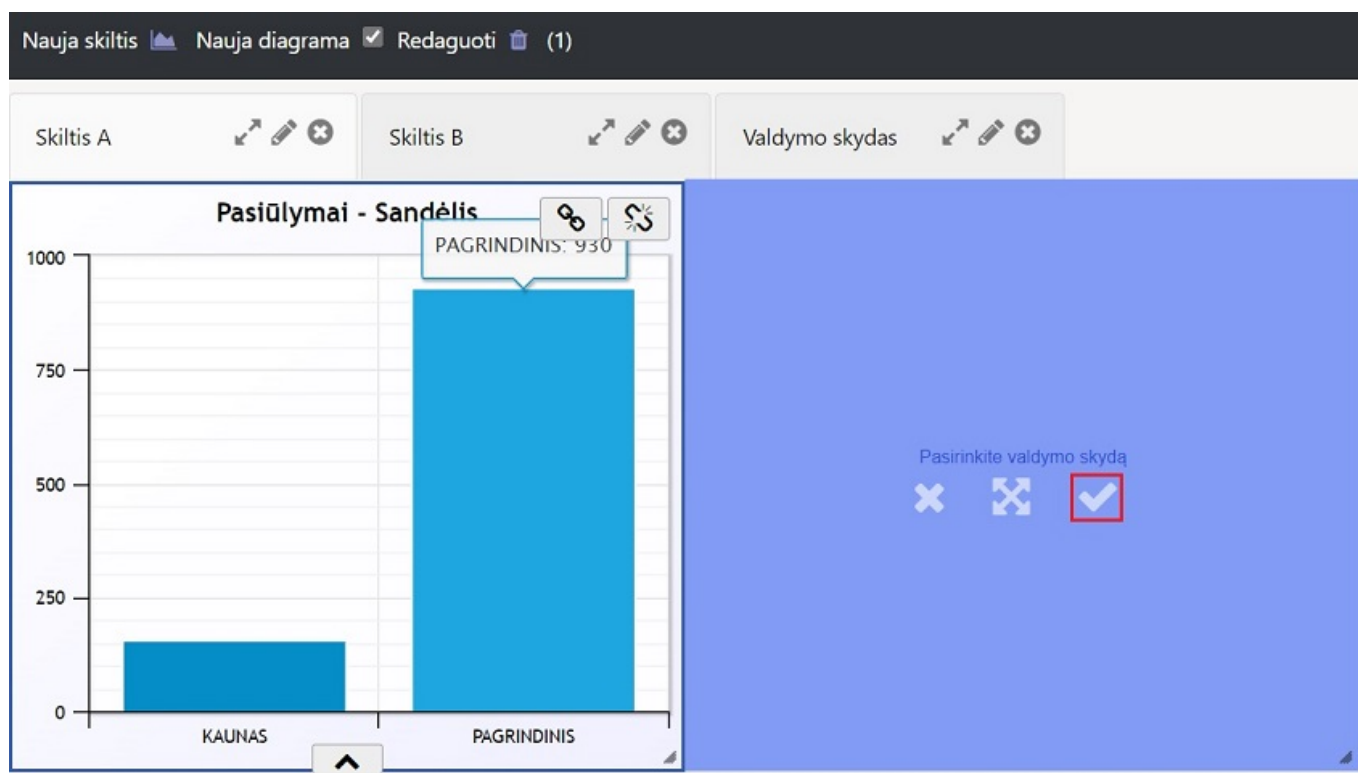 Nauja skiltis Nauja diagrama Redaguoti (1)
Skiltis A Skiltis B Valdymo skydas
Pasiūlymai - Sandėlis
PAGRINDINIS: 930
1000
750
500
250
0
KAUNAS PAGRINDINIS
Pasirinkite valdymo skydą